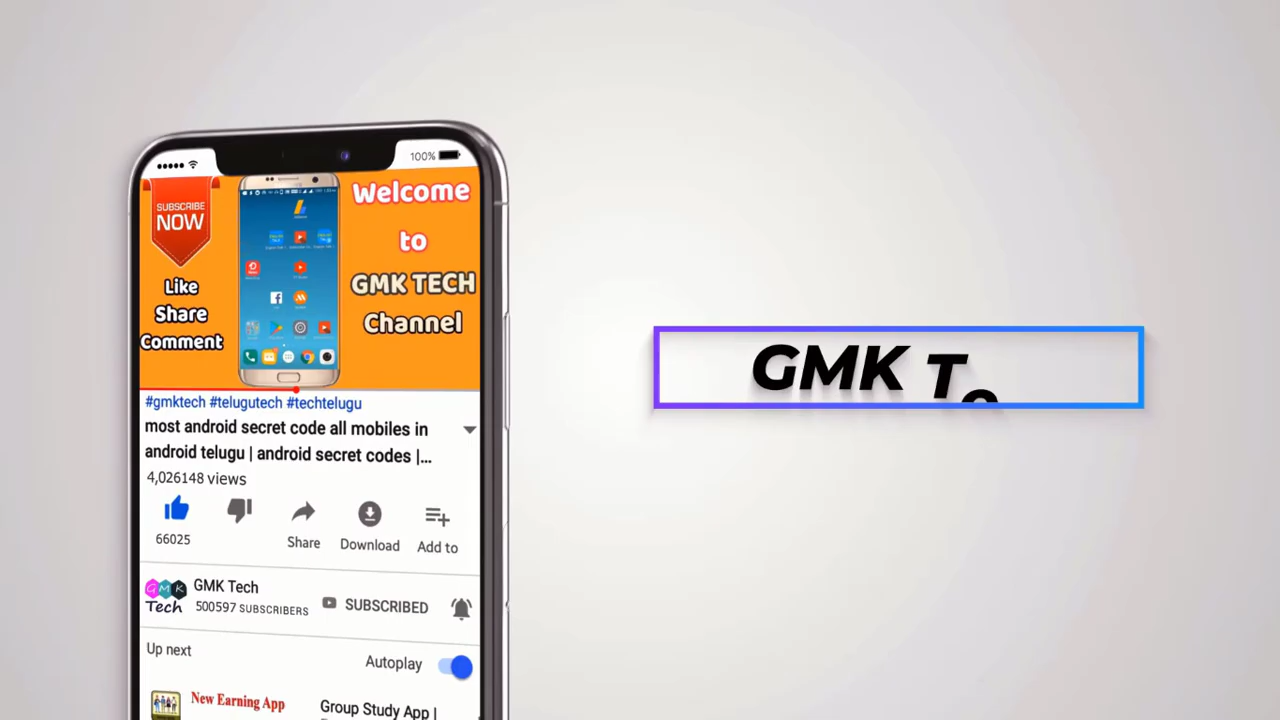 100%
SUBSCRIBE
NOW
Like
Share
Comment
Welcome
to
GMK TECH
Channel
#gmktech #telugutech #techtelugu
most android secret code all mobiles in
android telugu | android secret codes |...
4,026148 views
66025
Share
Download
Add to
GMK
Tech
GMK Tech
500597 SUBSCRIBERS
SUBSCRIBED
Up next
Autoplay
New Earning App
Group Study App |
GMK T